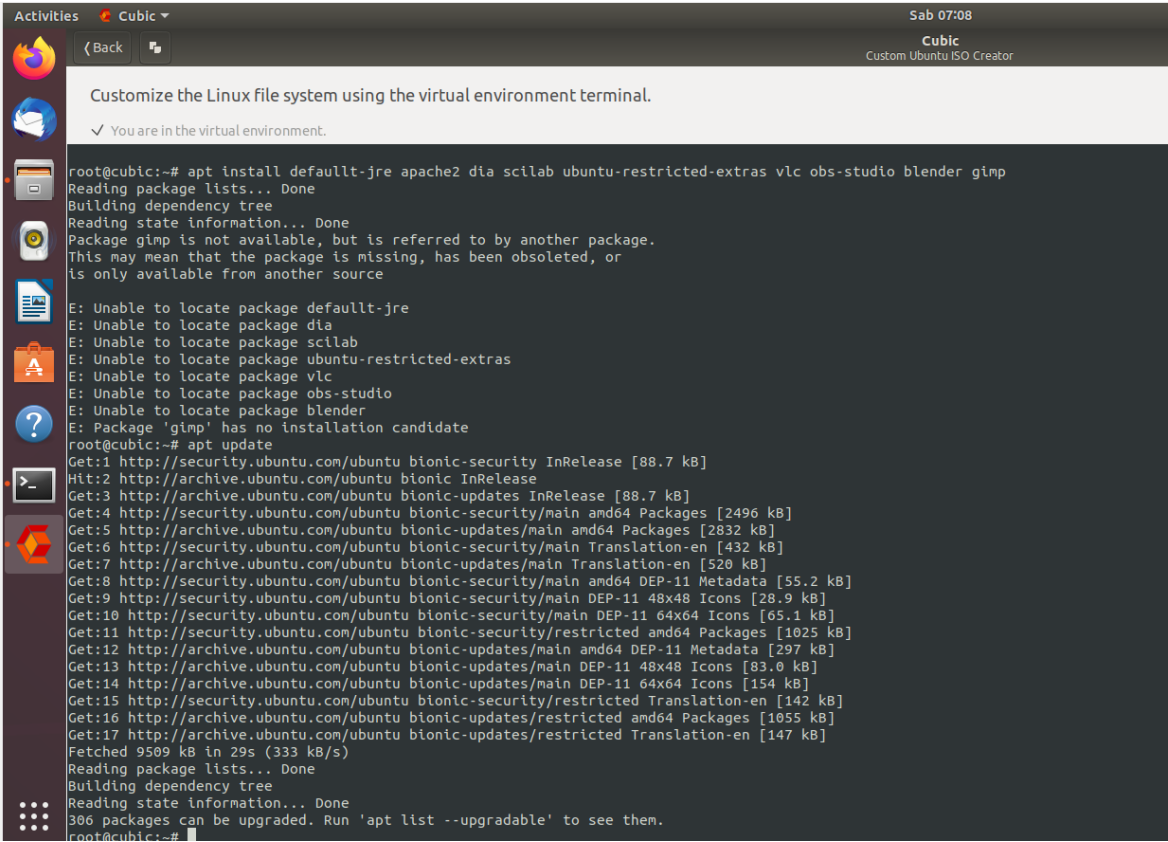 Activities Cubic Sab 07:08
Back Cubic
Custom Ubuntu ISO Creator
Customize the Linux file system using the virtual environment terminal.
You are in the virtual environment.
root@cubic:~# apt install defaullt-jre apache2 dia scilab ubuntu-restricted-extras vlc obs-studio blender gimp
Reading package lists... Done
Building dependency tree
Reading state information... Done
Package gimp is not available, but is referred to by another package.
This may mean that the package is missing, has been obsoleted, or
is only available from another source
E: Unable to locate package defaullt-jre
E: Unable to locate package dia
E: Unable to locate package scilab
E: Unable to locate package ubuntu-restricted-extras
E: Unable to locate package vlc
E: Unable to locate package obs-studio
E: Unable to locate package blender
E: Package 'gimp' has no installation candidate
root@cubic:~# apt update
Get:1 http://security.ubuntu.com/ubuntu bionic-security InRelease [88.7 kB]
Hit:2 http://archive.ubuntu.com/ubuntu bionic InRelease
Get:3 http://archive.ubuntu.com/ubuntu bionic-updates InRelease [88.7 kB]
Get:4 http://security.ubuntu.com/ubuntu bionic-security/main amd64 Packages [2496 kB]
Get:5 http://archive.ubuntu.com/ubuntu bionic-updates/main amd64 Packages [2832 kB]
Get:6 http://security.ubuntu.com/ubuntu bionic-security/main Translation-en [432 kB]
Get:7 http://archive.ubuntu.com/ubuntu bionic-updates/main Translation-en [520 kB]
Get:8 http://security.ubuntu.com/ubuntu bionic-security/main amd64 DEP-11 Metadata [55.2 kB]
Get:9 http://security.ubuntu.com/ubuntu bionic-security/main DEP-11 48x48 Icons [28.9 kB]
Get:10 http://security.ubuntu.com/ubuntu bionic-security/main DEP-11 64x64 Icons [65.1 kB]
Get:11 http://security.ubuntu.com/ubuntu bionic-security/restricted amd64 Packages [1025 kB]
Get:12 http://archive.ubuntu.com/ubuntu bionic-updates/main amd64 DEP-11 Metadata [297 kB]
Get:13 http://archive.ubuntu.com/ubuntu bionic-updates/main DEP-11 48x48 Icons [83.0 kB]
Get:14 http://archive.ubuntu.com/ubuntu bionic-updates/main DEP-11 64x64 Icons [154 kB]
Get:15 http://security.ubuntu.com/ubuntu bionic-security/restricted Translation-en [142 kB]
Get:16 http://archive.ubuntu.com/ubuntu bionic-updates/restricted amd64 Packages [1055 kB]
Get:17 http://archive.ubuntu.com/ubuntu bionic-updates/restricted Translation-en [147 kB]
Fetched 9509 kB in 29s (333 kB/s)
Reading package lists... Done
Building dependency tree
Reading state information... Done
306 packages can be upgraded. Run 'apt list --upgradable' to see them.
root@cubic:~#